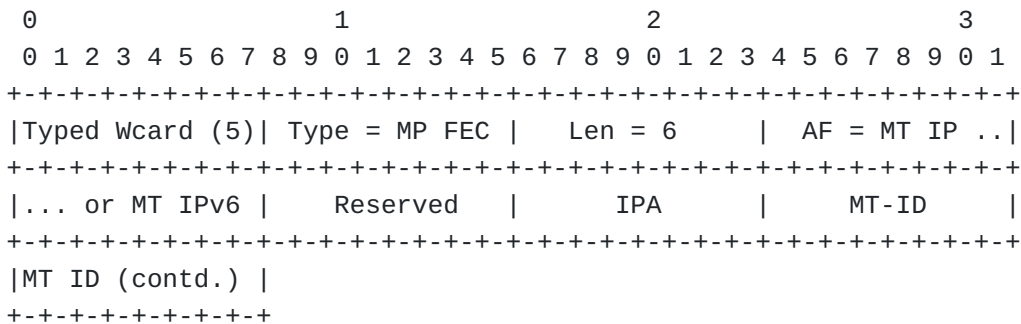 0                   1                   2                   3
 0 1 2 3 4 5 6 7 8 9 0 1 2 3 4 5 6 7 8 9 0 1 2 3 4 5 6 7 8 9 0 1
+-+-+-+-+-+-+-+-+-+-+-+-+-+-+-+-+-+-+-+-+-+-+-+-+-+-+-+-+-+-+-+-+
|Typed Wcard (5)| Type = MP FEC |   Len = 6     |  AF = MT IP ..|
+-+-+-+-+-+-+-+-+-+-+-+-+-+-+-+-+-+-+-+-+-+-+-+-+-+-+-+-+-+-+-+-+
|... or MT IPv6 |    Reserved   |      IPA      |     MT-ID     |
+-+-+-+-+-+-+-+-+-+-+-+-+-+-+-+-+-+-+-+-+-+-+-+-+-+-+-+-+-+-+-+-+
|MT ID (contd.) |
+-+-+-+-+-+-+-+-+